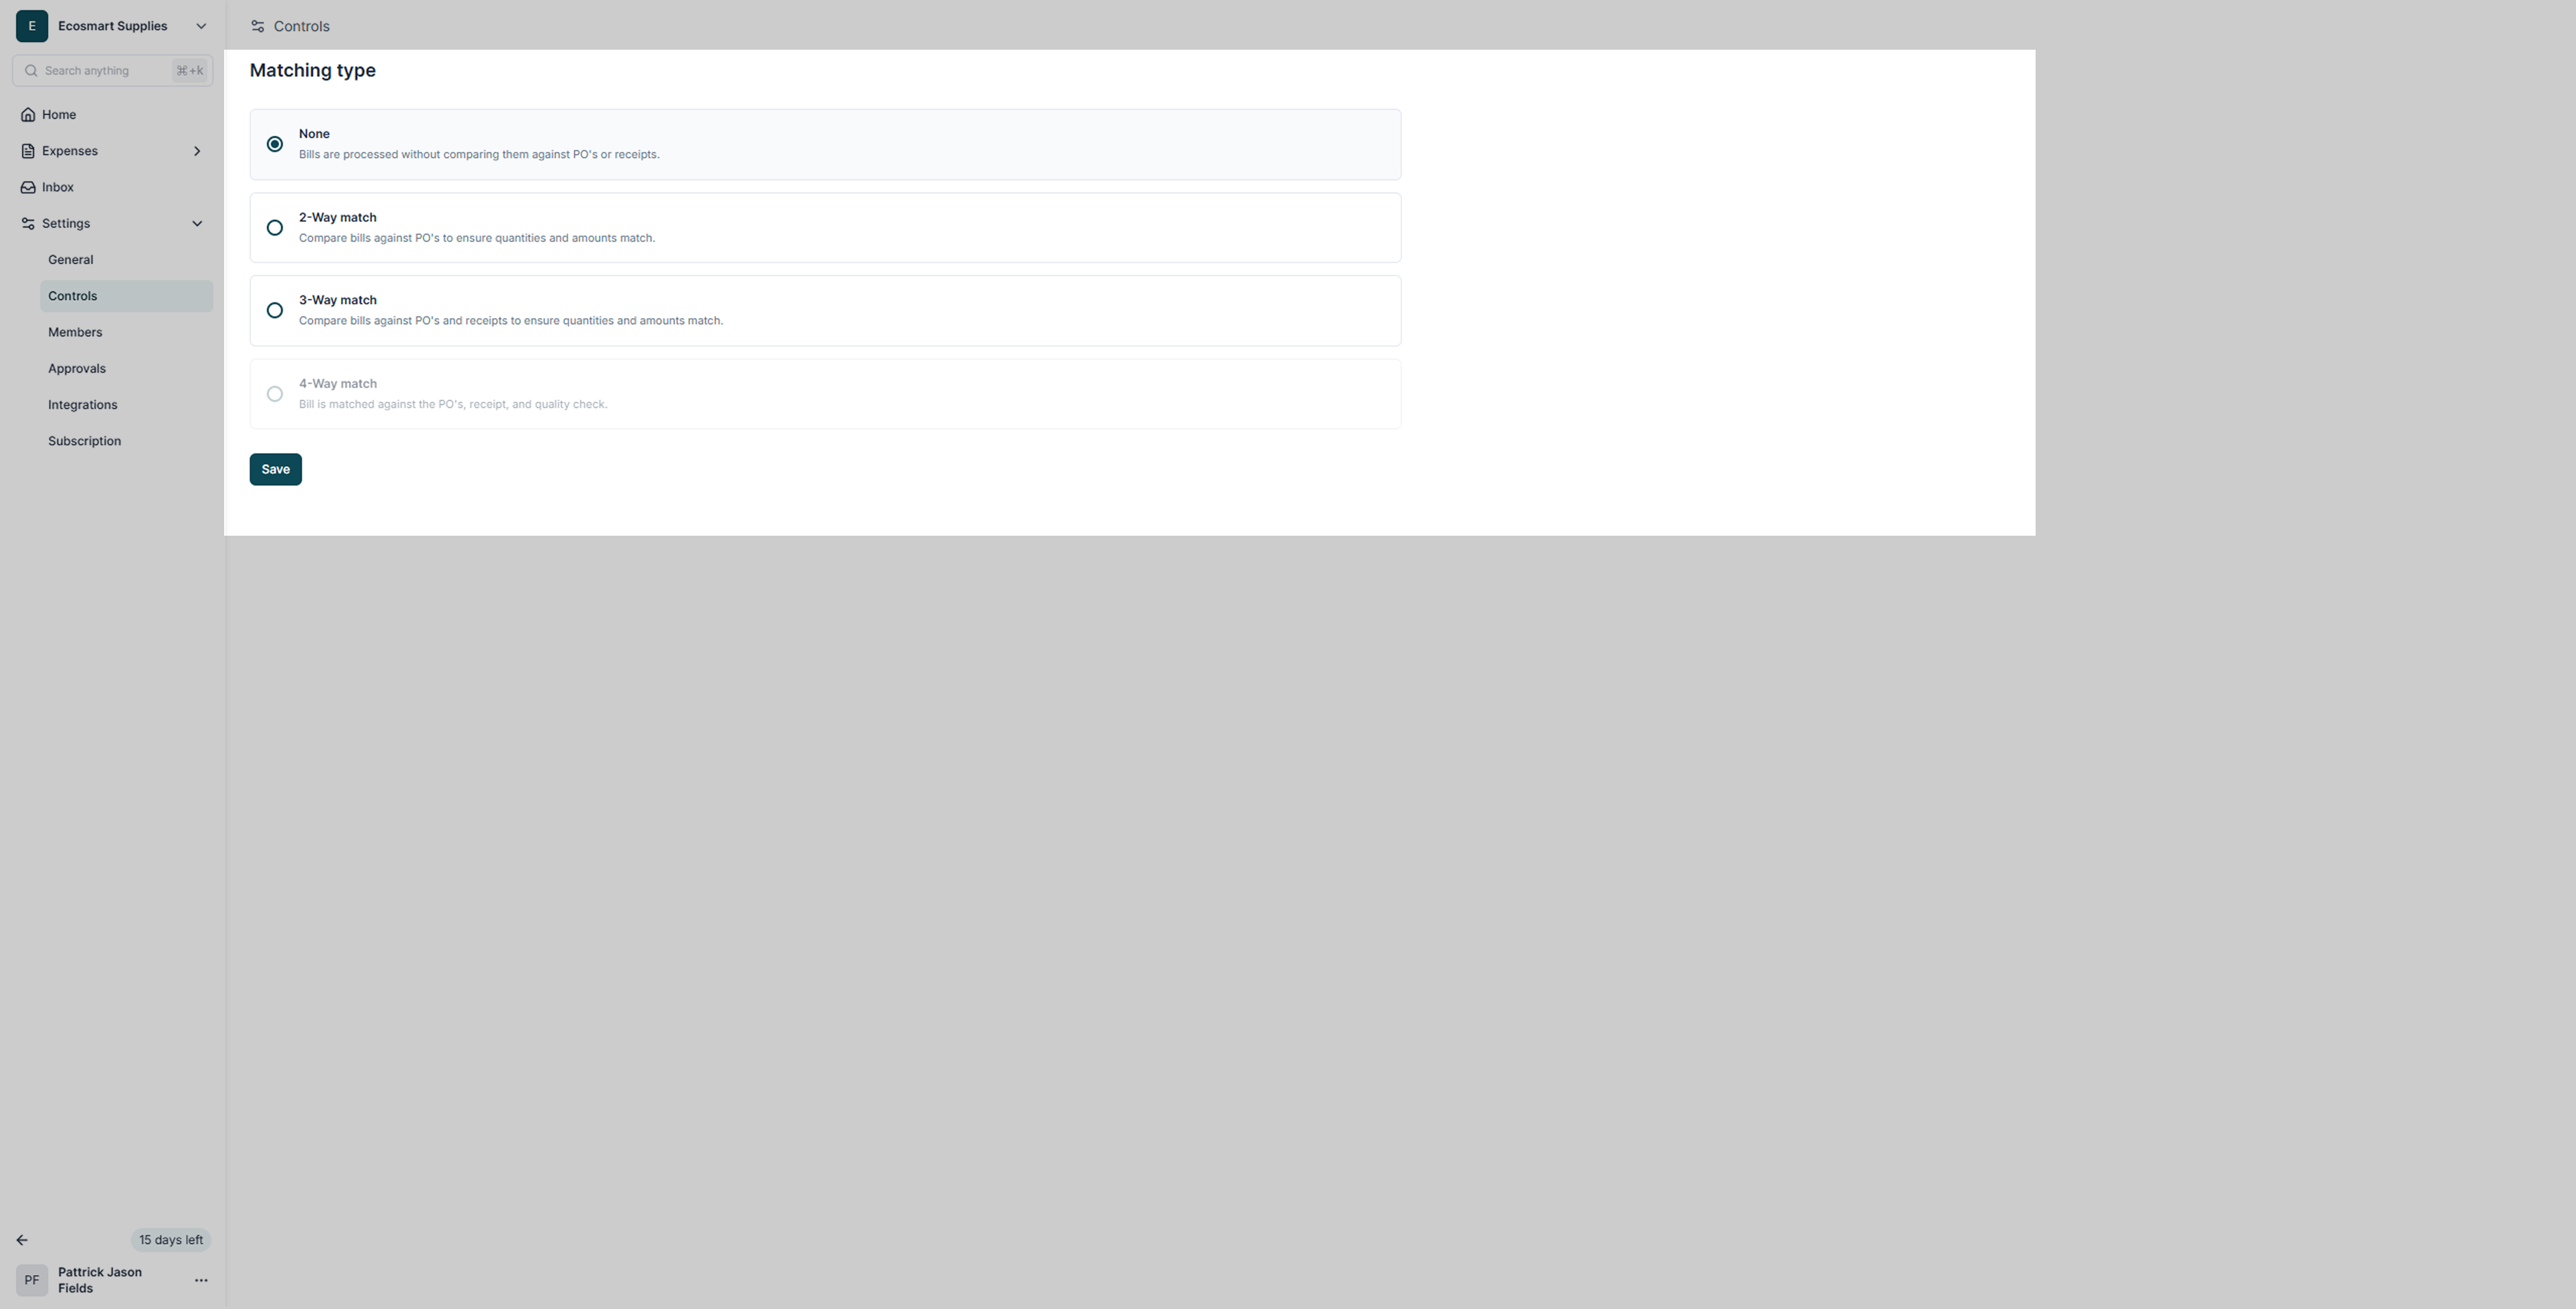 E
Ecosmart Supplies
Search anything
⌘+k
Home
Expenses
Inbox
Settings
General
Controls
Members
Approvals
Integrations
Subscription
15 days left
PF
Pattrick Jason
Fields
Controls
Matching type
None
Bills are processed without comparing them against PO's or receipts.
2-Way match
Compare bills against PO's to ensure quantities and amounts match.
3-Way match
Compare bills against PO's and receipts to ensure quantities and amounts match.
4-Way match
Bill is matched against the PO's, receipt, and quality check.
Save